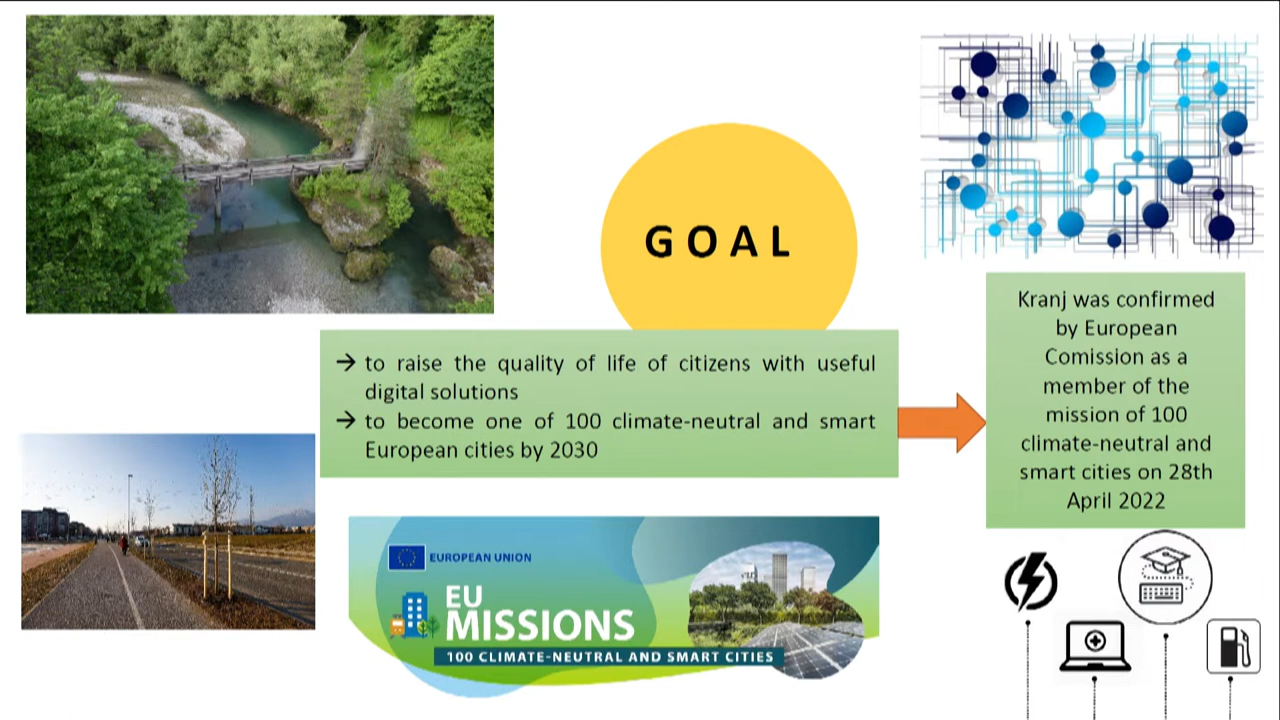 GOAL
→ to raise the quality of life of citizens with useful
digital solutions
→ to become one of 100 climate-neutral and smart
European cities by 2030
Kranj was confirmed
by European
Comission as a
member of the
mission of 100
climate-neutral and
smart cities on 28th
April 2022
EUROPEAN UNION
EU
MISSIONS
100 CLIMATE-NEUTRAL AND SMART CITIES